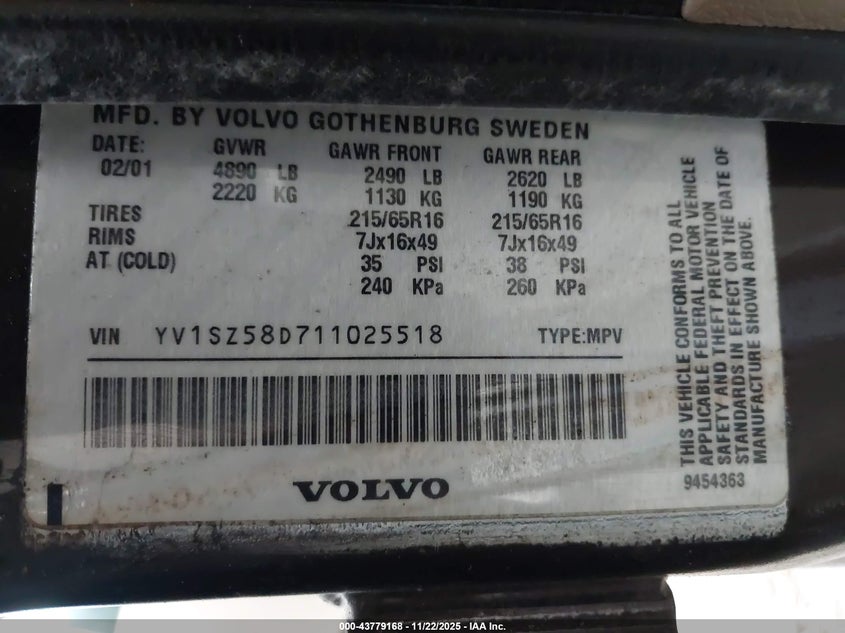 MFD. BY VOLVO GOTHENBURG SWEDEN
DATE: GVWR GAWR FRONT GAWR REAR
02/01 4890 LB 2490 LB 2620 LB
2220 KG 1130 KG 1190 KG
TIRES 215/65R16 215/65R16
RIMS 7Jx16x49 7Jx16x49
AT (COLD) 35 PSI 38 PSI
240 KPa 260 KPa
VIN YV1SZ58D711025518 TYPE:MPV
VOLVO
THIS VEHICLE CONFORMS TO ALL
APPLICABLE FEDERAL MOTOR VEHICLE
SAFETY AND THEFT PREVENTION
STANDARDS IN EFFECT ON THE DATE OF
MANUFACTURE SHOWN ABOVE.
9454363
000-43779168 - 11/22/2025 - IAA Inc.